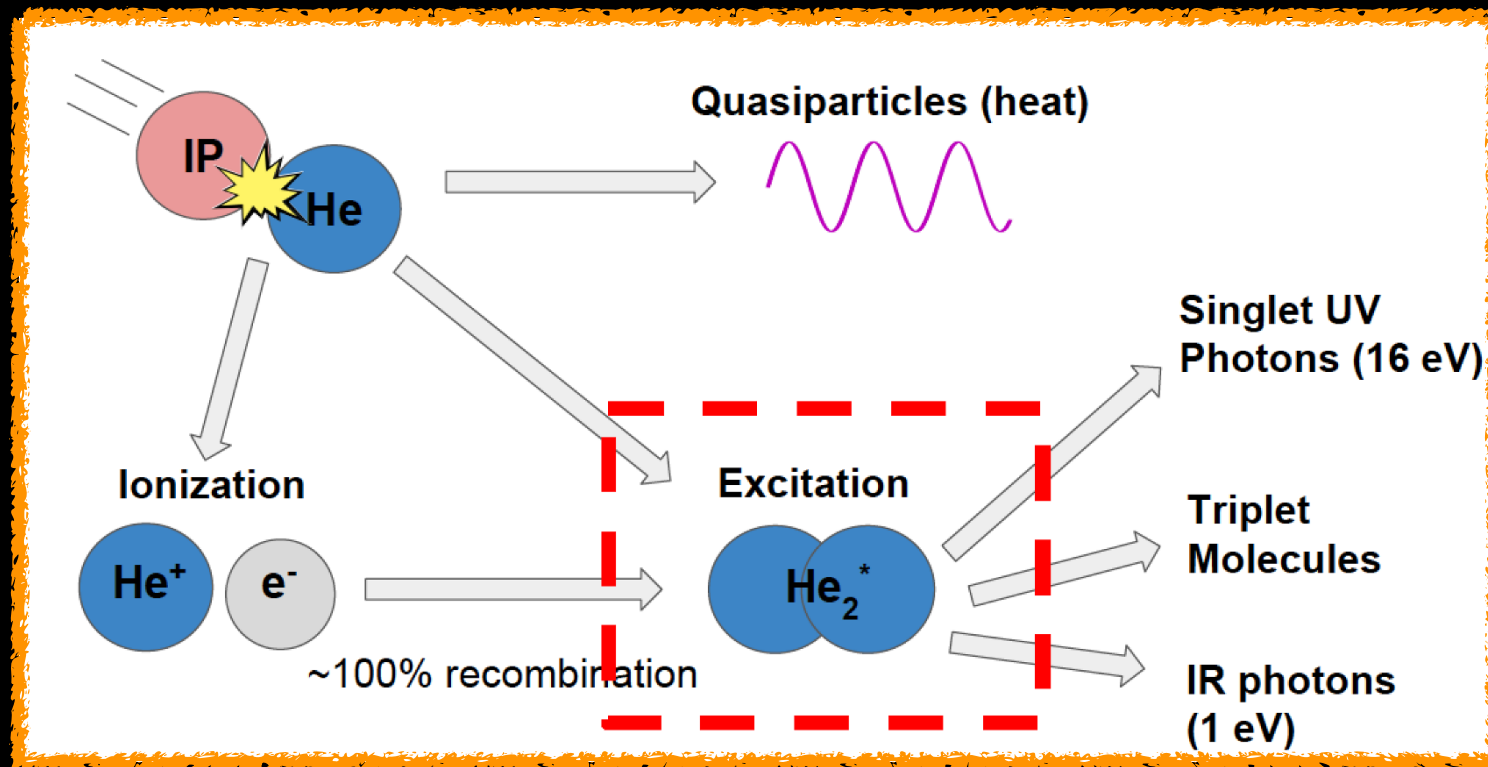 Quasiparticles (heat)
IP
He
Singlet UV
Photons (16 eV)
Ionization
Excitation
Triplet
Molecules
He⁺
e⁻
He₂*
~100% recombination
IR photons
(1 eV)